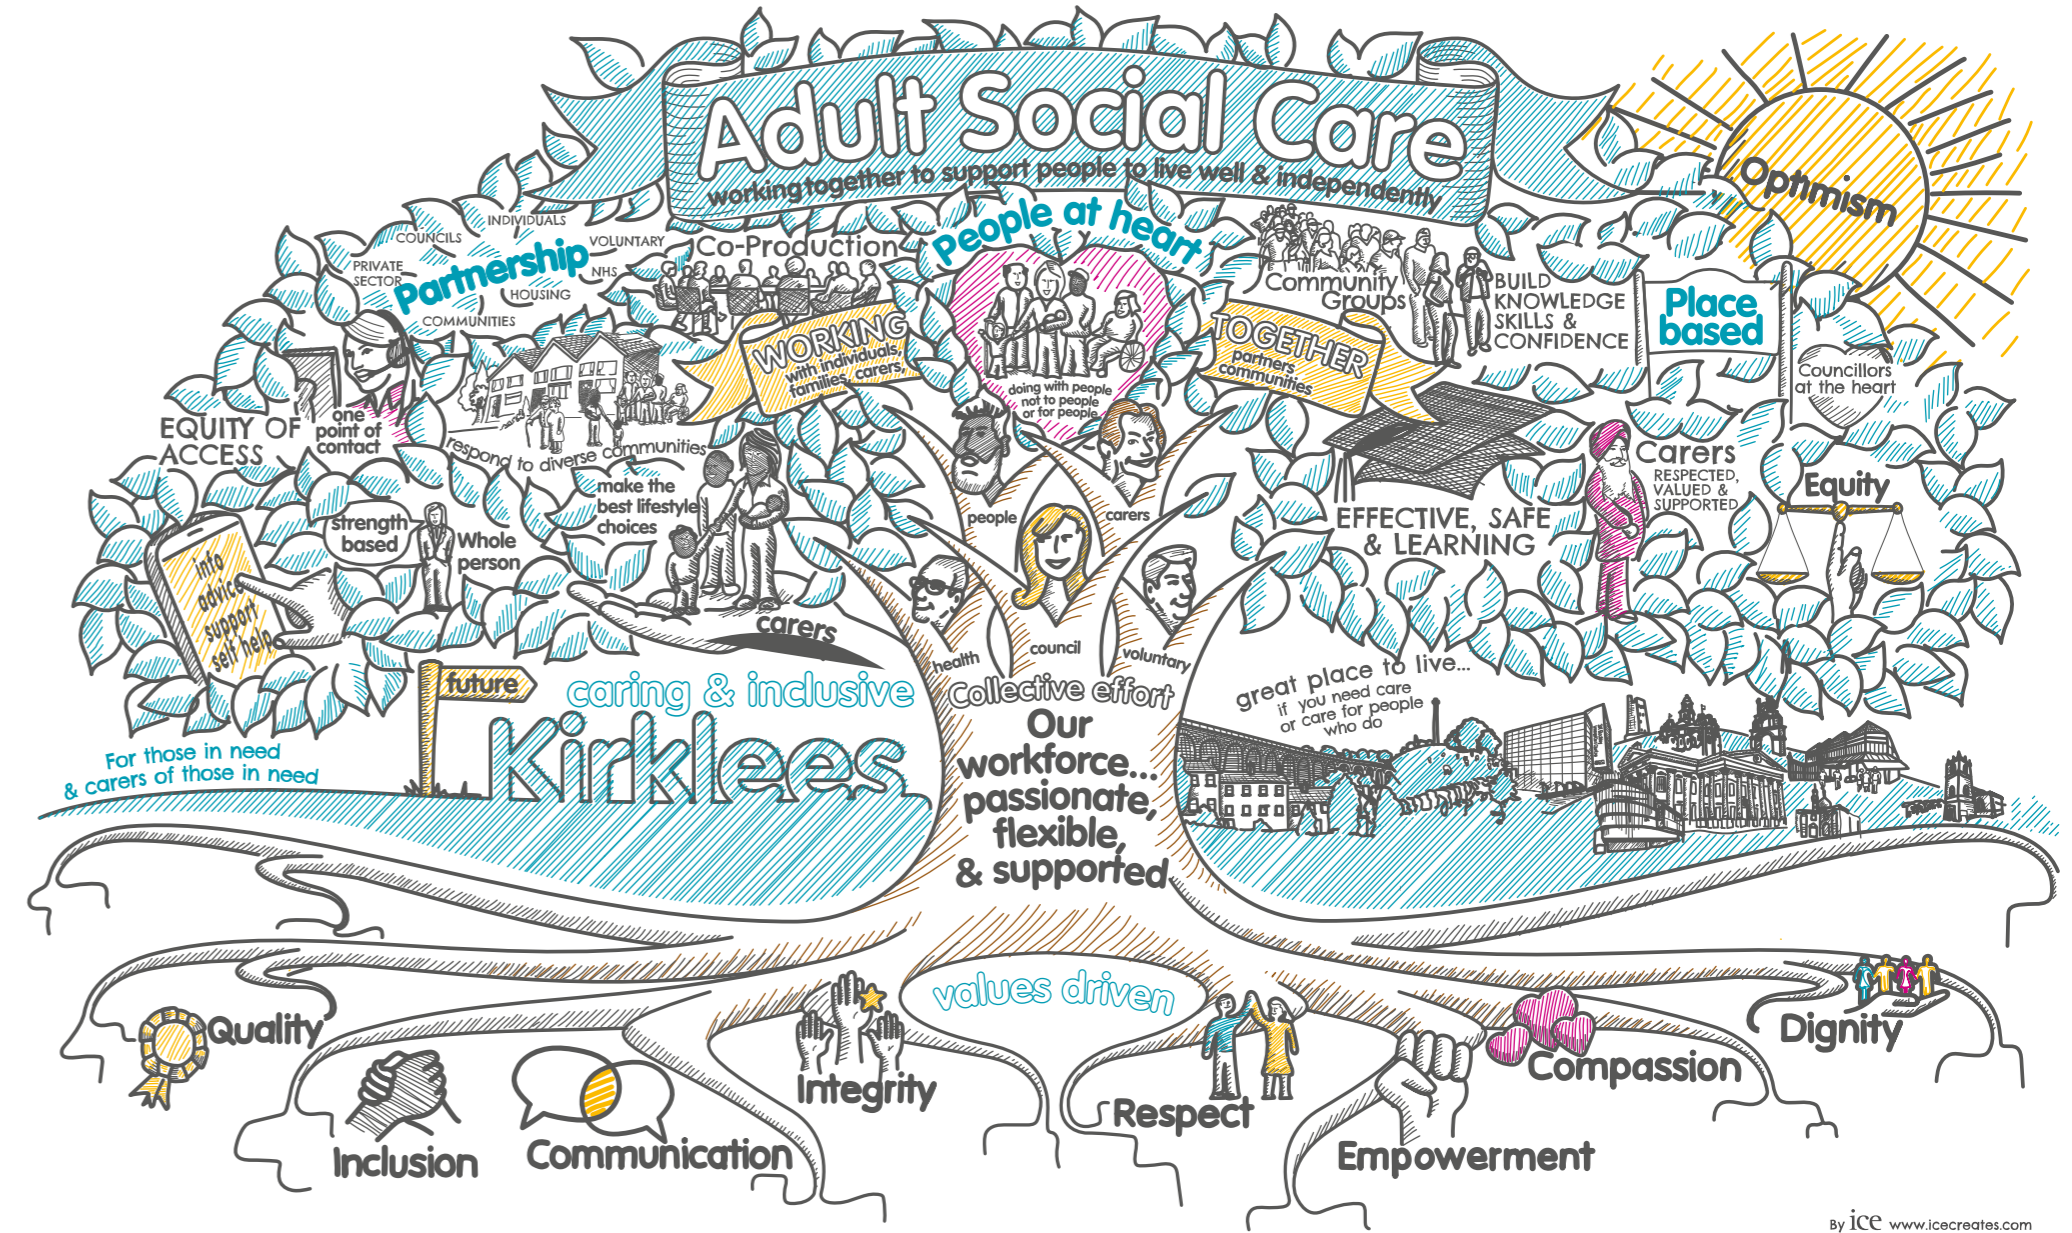 Adult Social Care
working together to support people to live well & independently
Optimism
INDIVIDUALS
COUNCILS
VOLUNTARY
PRIVATE
SECTOR
Partnership
NHS
HOUSING
COMMUNITIES
Co-Production
People at heart
doing with people
not to people
or for people
Community
Groups
BUILD
KNOWLEDGE
SKILLS &
CONFIDENCE
Place
based
Councillors
at the heart
WORKING
with individuals,
families, carers,
TOGETHER
partners
communities
EQUITY OF
ACCESS
one
point of
contact
respond to diverse communities
make the
best lifestyle
choices
strength
based
Whole
person
info
advice
support
self help
carers
people
carers
health
council
voluntary
EFFECTIVE, SAFE
& LEARNING
Carers
RESPECTED,
VALUED &
SUPPORTED
Equity
future
caring & inclusive
Kirklees
For those in need
& carers of those in need
Collective effort
Our
workforce...
passionate,
flexible,
& supported
great place to live...
if you need care
or care for people
who do
values driven
Quality
Inclusion
Communication
Integrity
Respect
Empowerment
Compassion
Dignity
By ice www.icecreates.com